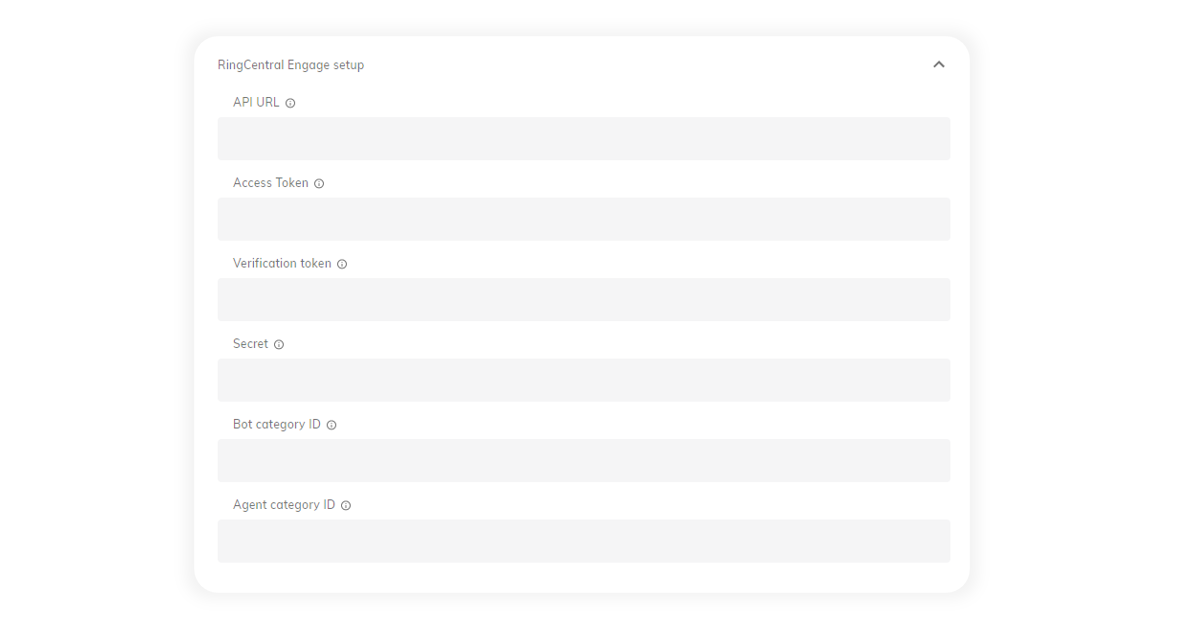 RingCentral Engage setup
API URL
Access Token
Verification token
Secret
Bot category ID
Agent category ID